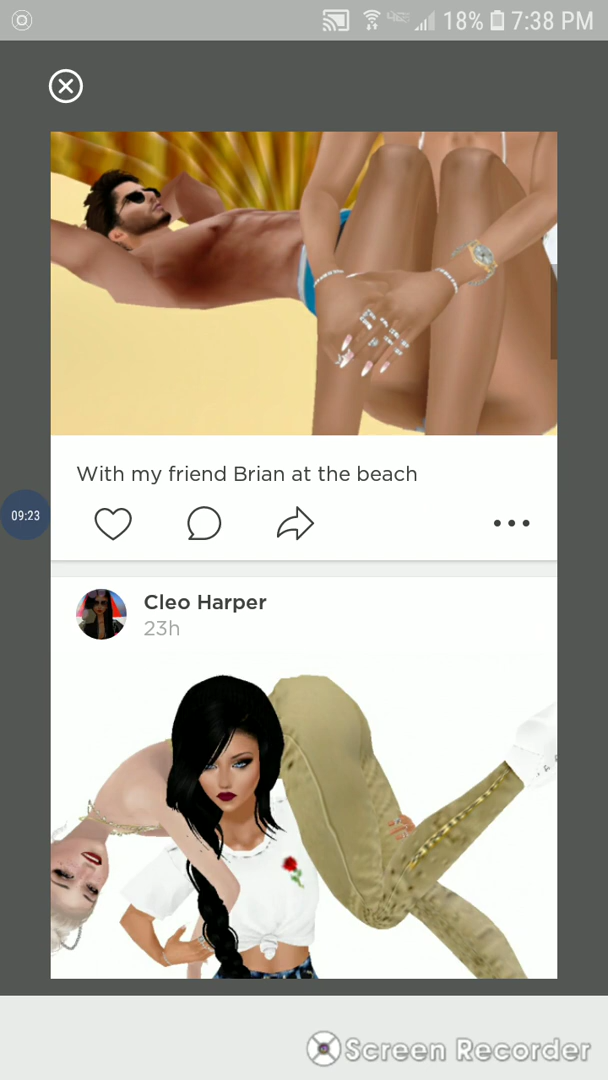 18% 7:38 PM
With my friend Brian at the beach
09:23
Cleo Harper
23h
Screen Recorder